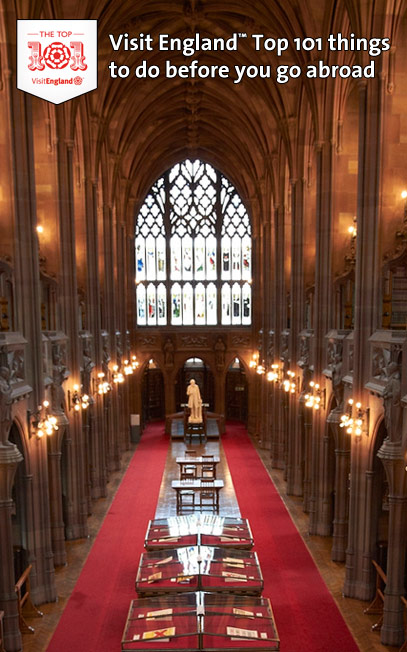 THE TOP
101
VisitEngland
Visit England™ Top 101 things
to do before you go abroad